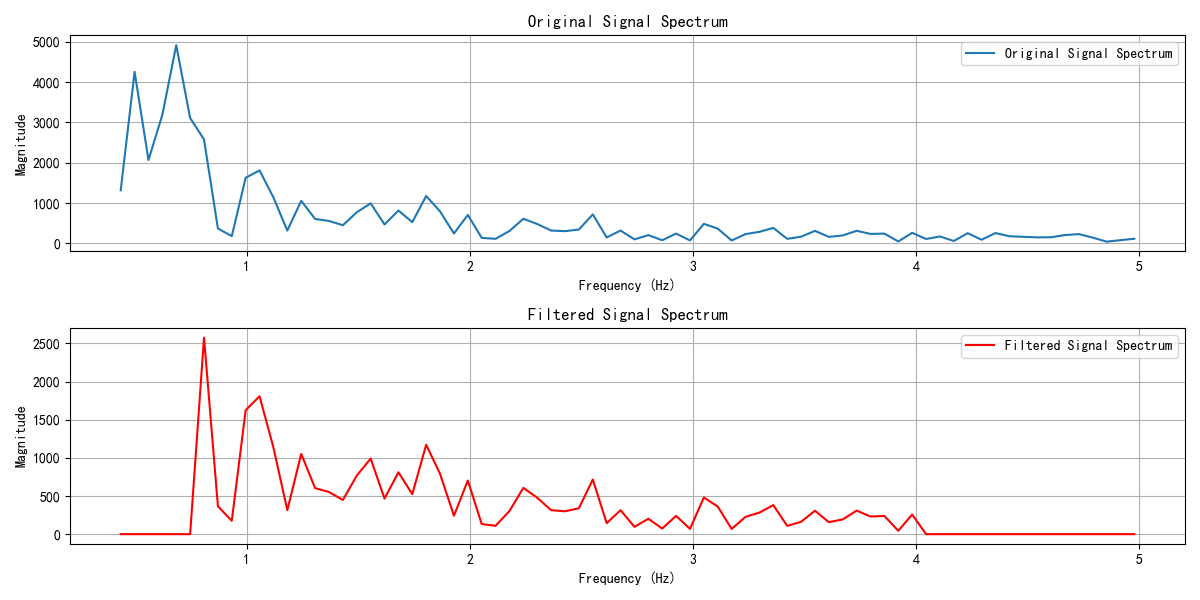 Original Signal Spectrum
5000
4000
3000
2000
1000
0
Magnitude
Original Signal Spectrum
1 2 3 4 5
Frequency (Hz)
Filtered Signal Spectrum
2500
2000
1500
1000
500
0
Magnitude
Filtered Signal Spectrum
1 2 3 4 5
Frequency (Hz)